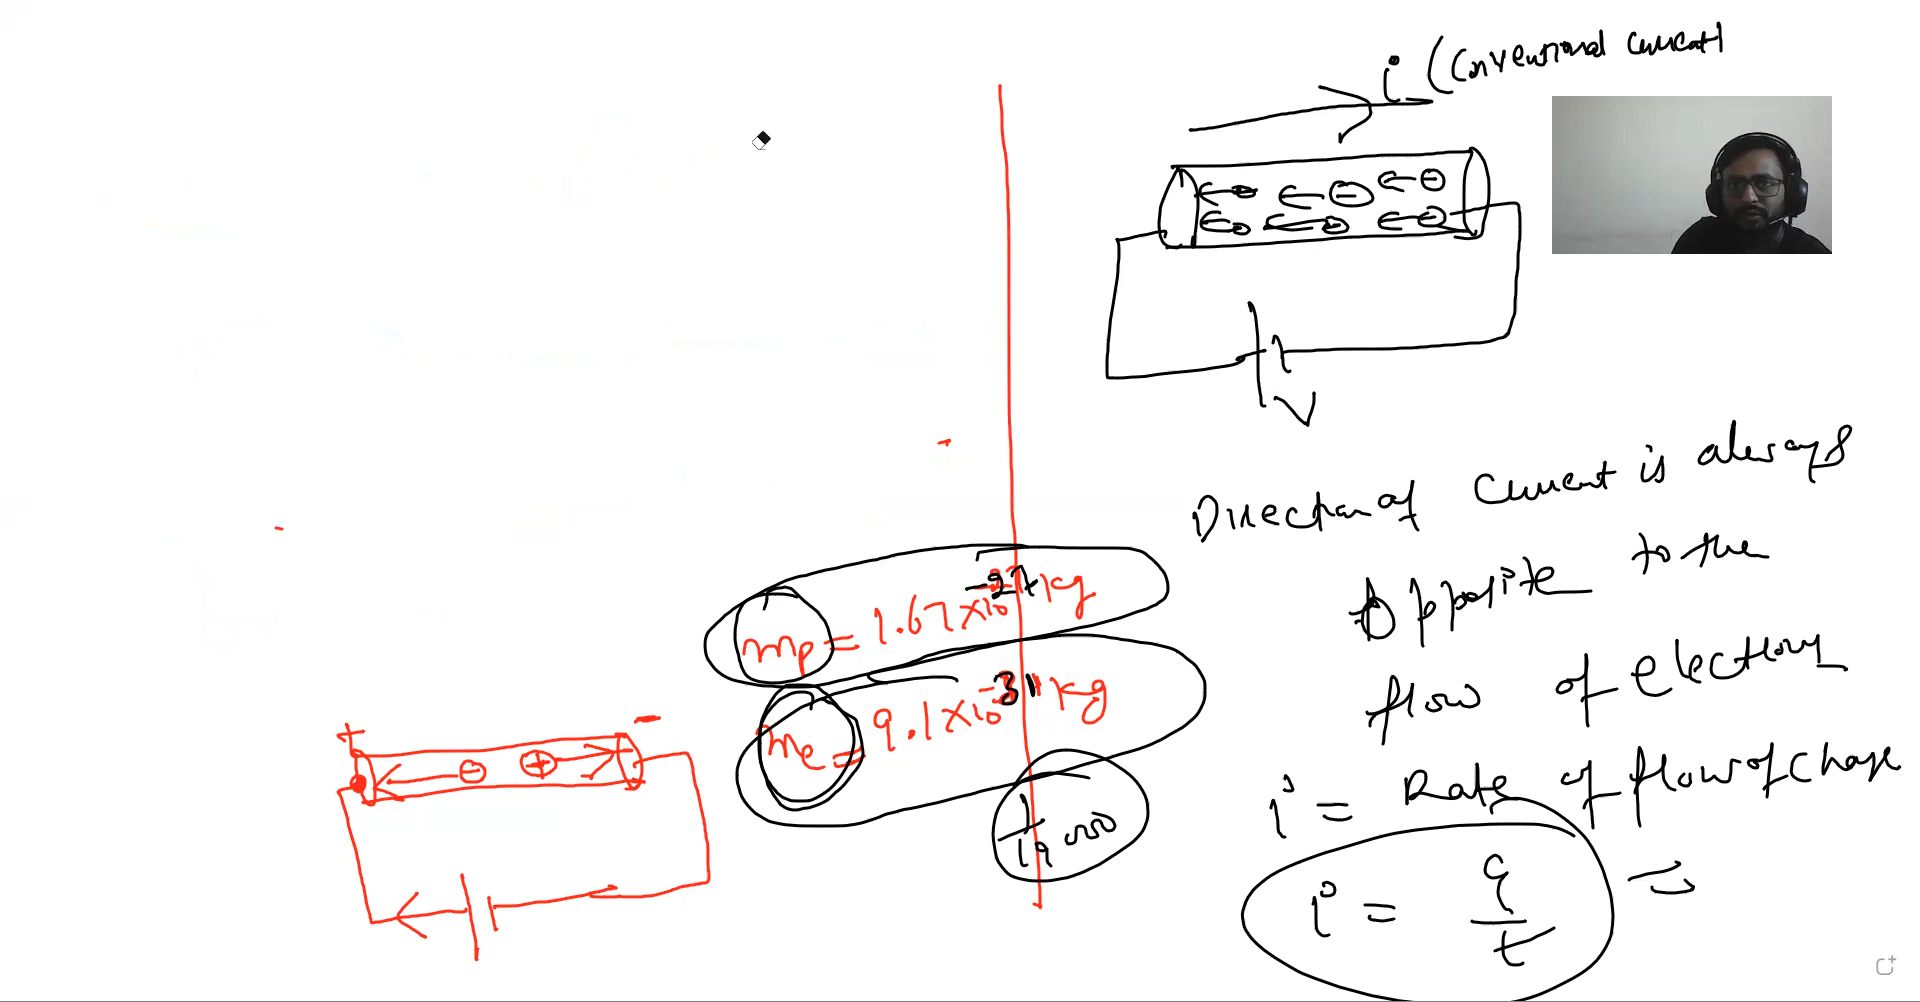 i (Conventional current)
V
Direction of current is always
Opposite to the
flow of electrons
i = Rate of flow of charge
i = q/t
mp = 1.67×10⁻²⁷ kg
me = 9.1×10⁻³¹ kg
+ -
- +